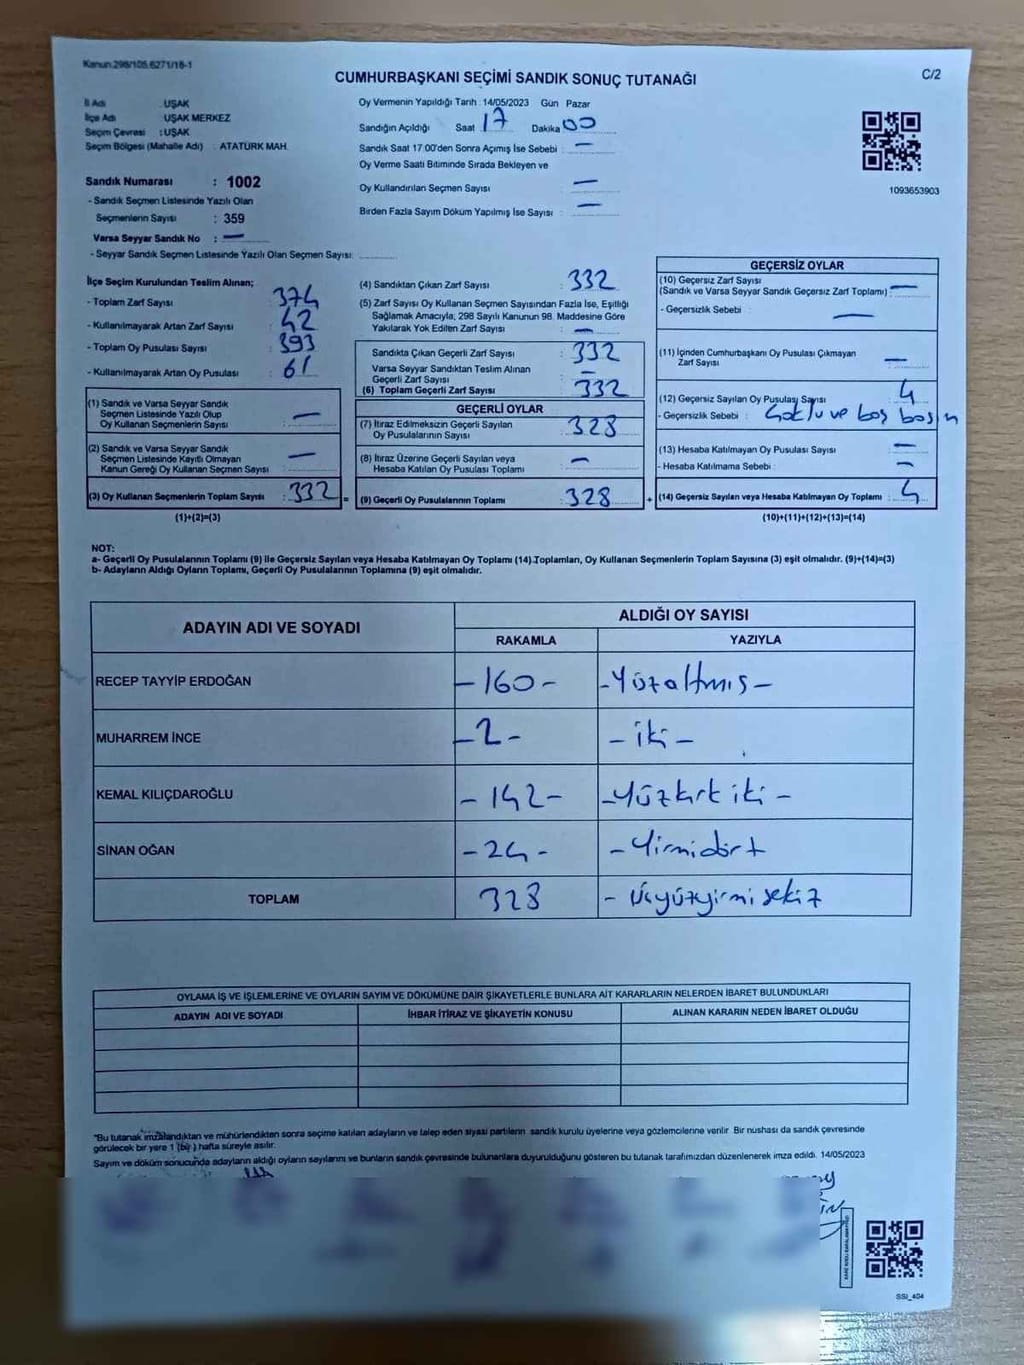 Kanun.298/105.6271/16-1
CUMHURBAŞKANI SEÇİMİ SANDIK SONUÇ TUTANAĞI
C/2
İl Adı : UŞAK
İlçe Adı : UŞAK MERKEZ
Seçim Çevresi : UŞAK
Seçim Bölgesi (Mahalle Adı) : ATATÜRK MAH.
Sandık Numarası : 1002
- Sandık Seçmen Listesinde Yazılı Olan
Seçmenlerin Sayısı : 359
Varsa Seyyar Sandık No : —
- Seyyar Sandık Seçmen Listesinde Yazılı Olan Seçmen Sayısı:
Oy Vermenin Yapıldığı Tarih : 14/05/2023 Gün Pazar
Sandığın Açıldığı Saat 17 Dakika 00
Sandık Saat 17.00'den Sonra Açımış İse Sebebi : —
Oy Verme Saati Bitiminde Sırada Bekleyen ve
Oy Kullandırılan Seçmen Sayısı : —
Birden Fazla Sayım Döküm Yapılmış İse Sayısı : —
1093653903
İlçe Seçim Kurulundan Teslim Alınan;
- Toplam Zarf Sayısı : 374
- Kullanılmayarak Artan Zarf Sayısı : 42
- Toplam Oy Pusulası Sayısı : 393
- Kullanılmayarak Artan Oy Pusulası : 61
(1) Sandık ve Varsa Seyyar Sandık
Seçmen Listesinde Yazılı Olup
Oy Kullanan Seçmenlerin Sayısı : —
(2) Sandık ve Varsa Seyyar Sandık
Seçmen Listesinde Kayıtlı Olmayan
Kanun Gereği Oy Kullanan Seçmen Sayısı : —
(3) Oy Kullanan Seçmenlerin Toplam Sayısı : 332 =
(1)+(2)=(3)
(4) Sandıktan Çıkan Zarf Sayısı : 332
(5) Zarf Sayısı Oy Kullanan Seçmen Sayısından Fazla İse, Eşitliği
Sağlamak Amacıyla; 298 Sayılı Kanunun 98. Maddesine Göre
Yakılarak Yok Edilen Zarf Sayısı : —
Sandıkta Çıkan Geçerli Zarf Sayısı : 332
Varsa Seyyar Sandıktan Teslim Alınan
Geçerli Zarf Sayısı : —
(6) Toplam Geçerli Zarf Sayısı : 332
GEÇERLİ OYLAR
(7) İtiraz Edilmeksizin Geçerli Sayılan
Oy Pusulalarının Sayısı : 328
(8) İtiraz Üzerine Geçerli Sayılan veya
Hesaba Katılan Oy Pusulası Toplamı : —
(9) Geçerli Oy Pusulalarının Toplamı : 328 +
GEÇERSİZ OYLAR
(10) Geçersiz Zarf Sayısı
(Sandık ve Varsa Seyyar Sandık Geçersiz Zarf Toplamı) : —
- Geçersizlik Sebebi : —
(11) İçinden Cumhurbaşkanı Oy Pusulası Çıkmayan
Zarf Sayısı : —
(12) Geçersiz Sayılan Oy Pusulası Sayısı : 4
- Geçersizlik Sebebi : Çoklu ve boş basın
(13) Hesaba Katılmayan Oy Pusulası Sayısı : —
- Hesaba Katılmama Sebebi : —
(14) Geçersiz Sayılan veya Hesaba Katılmayan Oy Toplamı : 4
(10)+(11)+(12)+(13)=(14)
NOT:
a- Geçerli Oy Pusulalarının Toplamı (9) ile Geçersiz Sayılan veya Hesaba Katılmayan Oy Toplamı (14).Toplamları, Oy Kullanan Seçmenlerin Toplam Sayısına (3) eşit olmalıdır. (9)+(14)=(3)
b- Adayların Aldığı Oyların Toplamı, Geçerli Oy Pusulalarının Toplamına (9) eşit olmalıdır.
ADAYIN ADI VE SOYADI
ALDIĞI OY SAYISI
RAKAMLA YAZIYLA
RECEP TAYYİP ERDOĞAN -160- -Yüzaltmış-
MUHARREM İNCE -2- -iki-
KEMAL KILIÇDAROĞLU -142- -Yüzkırk iki-
SİNAN OĞAN -24- -Yirmidört
TOPLAM 328 -Üçyüzyirmi sekiz
OYLAMA İŞ VE İŞLEMLERİNE VE OYLARIN SAYIM VE DÖKÜMÜNE DAİR ŞİKAYETLERLE BUNLARA AİT KARARLARIN NELERDEN İBARET BULUNDUKLARI
ADAYIN ADI VE SOYADI İHBAR İTİRAZ VE ŞİKAYETİN KONUSU ALINAN KARARIN NEDEN İBARET OLDUĞU
"Bu tutanak imzalandıktan ve mühürlendikten sonra seçime katılan adayların ve talep eden siyasi partilerin sandık kurulu üyelerine veya gözlemcilerine verilir. Bir nüshası da sandık çevresinde
görülecek bir yere 1 (bir) hafta süreyle asılır.
Sayım ve döküm sonucunda adayların aldığı oyların sayılarını ve bunların sandık çevresinde bulunanlara duyurulduğunu gösteren bu tutanak tarafımızdan düzenlenerek imza edildi. 14/05/2023
SSİ_404